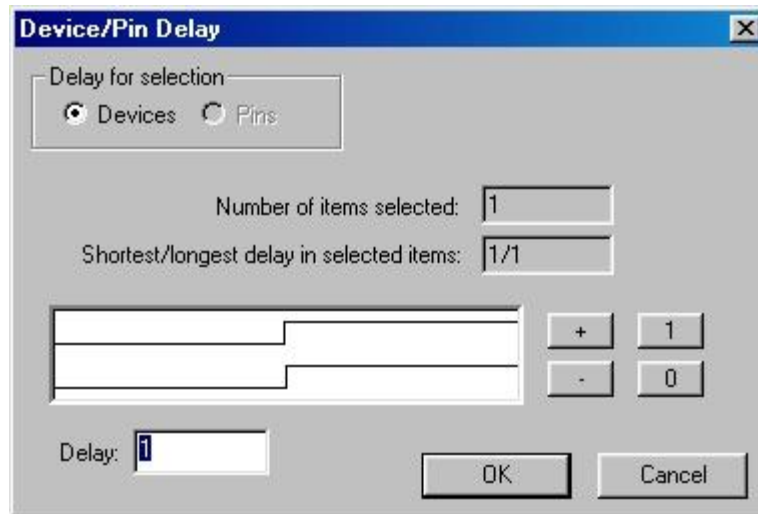 Device/Pin Delay
Delay for selection
Devices Pins
Number of items selected: 1
Shortest/longest delay in selected items: 1/1
+ 1
- 0
Delay: 1
OK Cancel